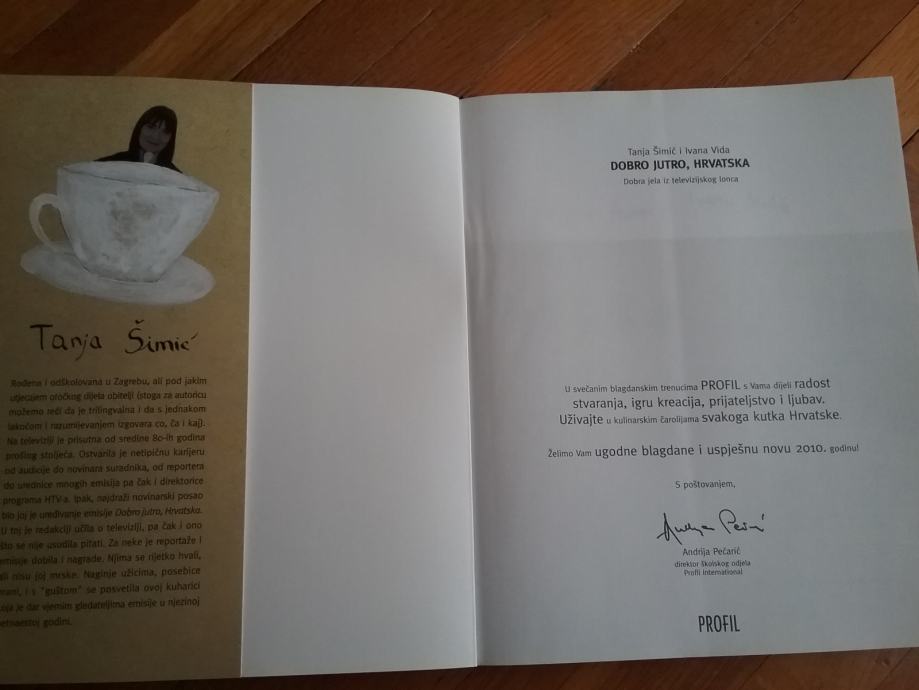 Tanja Šimić
Rođena i odškolovana u Zagrebu, ali pod jakim
utjecajem otočkog dijela obitelji (stoga za autoricu
možemo reći da je trilingvalna i da s jednakom
lakoćom i razumijevanjem izgovara co, ča i kaj).
Na televiziji je prisutna od sredine 80-ih godina
prošlog stoljeća. Ostvarila je netipičnu karijeru
od audicije do novinara suradnika, od reportera
do urednice mnogih emisija pa čak i direktorice
programa HTV-a. Ipak, najdraži novinarski posao
bio joj je uređivanje emisije Dobro jutro, Hrvatska.
U toj je redakciji učila o televiziji, pa čak i ono
što se nije usudila pitati. Za neke je reportaže i
emisije dobila i nagrade. Njima se rijetko hvali,
ali nisu joj mrske. Naginje užicima, posebice
hrani, i s "guštom" se posvetila ovoj kuharici
koja je dar vjernim gledateljima emisije u njezinoj
godini.
Tanja Šimić i Ivana Vida
DOBRO JUTRO, HRVATSKA
Dobra jela iz televizijskog lonca
U svečanim blagdanskim trenucima PROFIL s Vama dijeli radost
stvaranja, igru kreacija, prijateljstvo i ljubav.
Uživajte u kulinarskim čarolijama svakoga kutka Hrvatske.
Želimo Vam ugodne blagdane i uspješnu novu 2010. godinu!
S poštovanjem,
Andrija Pečarić
direktor školskog odjela
Profil International
PROFIL